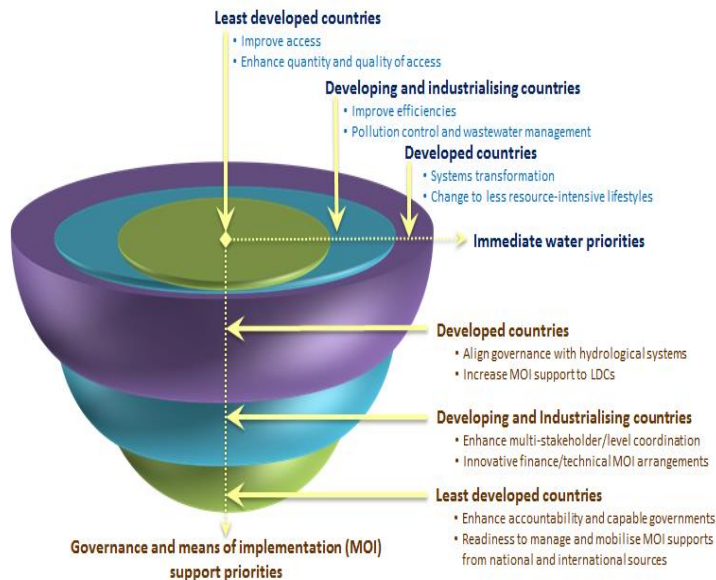 Least developed countries
• Improve access
• Enhance quantity and quality of access
Developing and industrialising countries
• Improve efficiencies
• Pollution control and wastewater management
Developed countries
• Systems transformation
• Change to less resource-intensive lifestyles
Immediate water priorities
Developed countries
• Align governance with hydrological systems
• Increase MOI support to LDCs
Developing and Industrialising countries
• Enhance multi-stakeholder/level coordination
• Innovative finance/technical MOI arrangements
Least developed countries
• Enhance accountability and capable governments
• Readiness to manage and mobilise MOI supports
from national and international sources
Governance and means of implementation (MOI)
support priorities